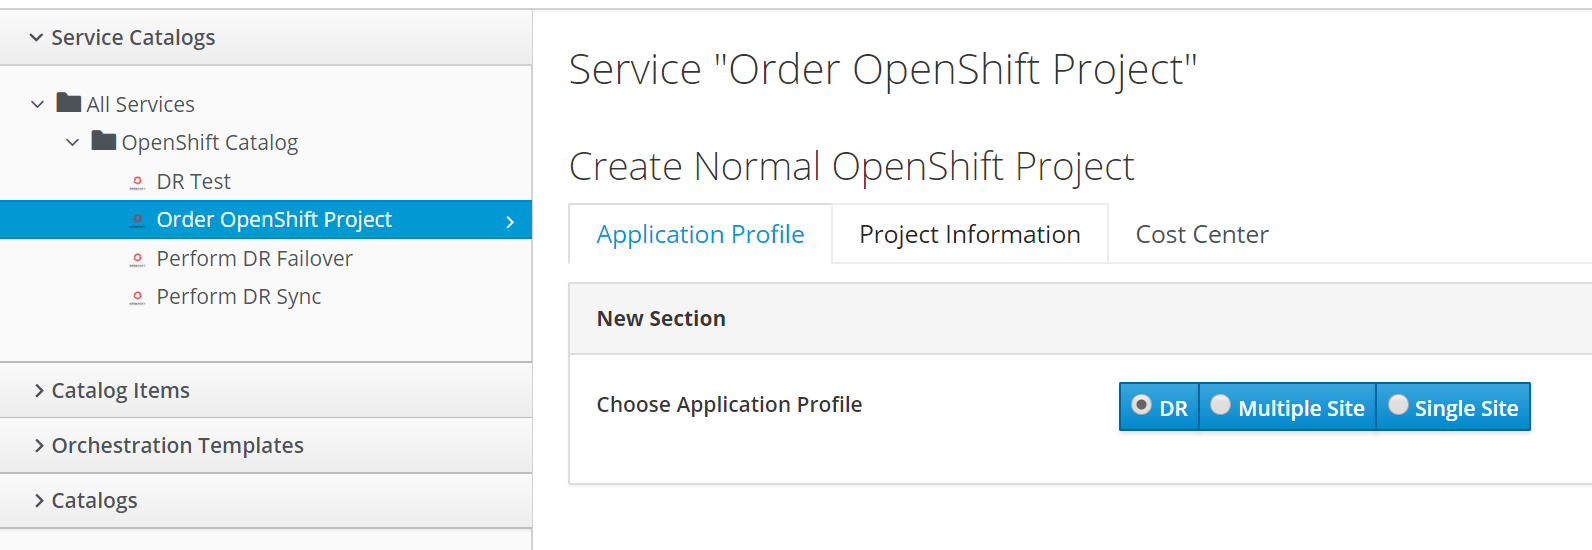 Service Catalogs
All Services
OpenShift Catalog
DR Test
Order OpenShift Project
Perform DR Failover
Perform DR Sync
Catalog Items
Orchestration Templates
Catalogs
Service "Order OpenShift Project"
Create Normal OpenShift Project
Application Profile Project Information Cost Center
New Section
Choose Application Profile DR Multiple Site Single Site